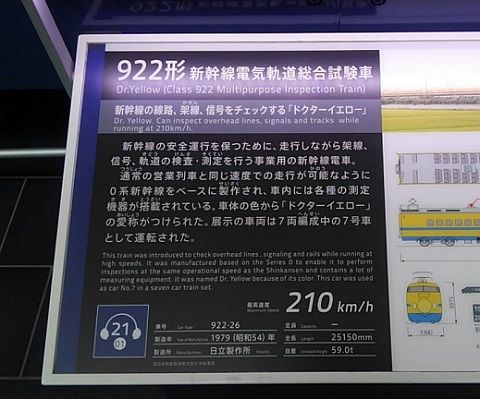 922形 新幹線電気軌道総合試験車
Dr.Yellow (Class 922 Multipurpose Inspection Train)
新幹線の線路、架線、信号をチェックする「ドクターイエロー」
Dr. Yellow: Can inspect overhead lines, signals and tracks while
running at 210km/h.
新幹線の安全運行を保つために、走行しながら架線、
信号、軌道の検査・測定を行う事業用の新幹線電車。
通常の営業列車と同じ速度での走行が可能なように
0系新幹線をベースに製作され、車内には各種の測定
機器が搭載されている。車体の色から「ドクターイエロー」
の愛称がつけられた。展示の車両は7両編成中の7号車
として運転された。
This train was introduced to check overhead lines, signaling and rails while running at
high speeds. It was manufactured based on the Series 0 to enable it to perform
inspections at the same operational speed as the Shinkansen and contains a lot of
measuring equipment. It was named Dr. Yellow because of its color. This car was used
as car No.7 in a seven car train set.
最高速度 Maximum Speed 210 km/h
21
01
車号 Car Type 922-26 定員 Capacity —
製造年 Year of Manufacture 1979 (昭和54) 年 全長 Length 25150mm
製造所 Manufacturer 日立製作所 Hitachi 自重 Unloaded Weight 59.0t
3380